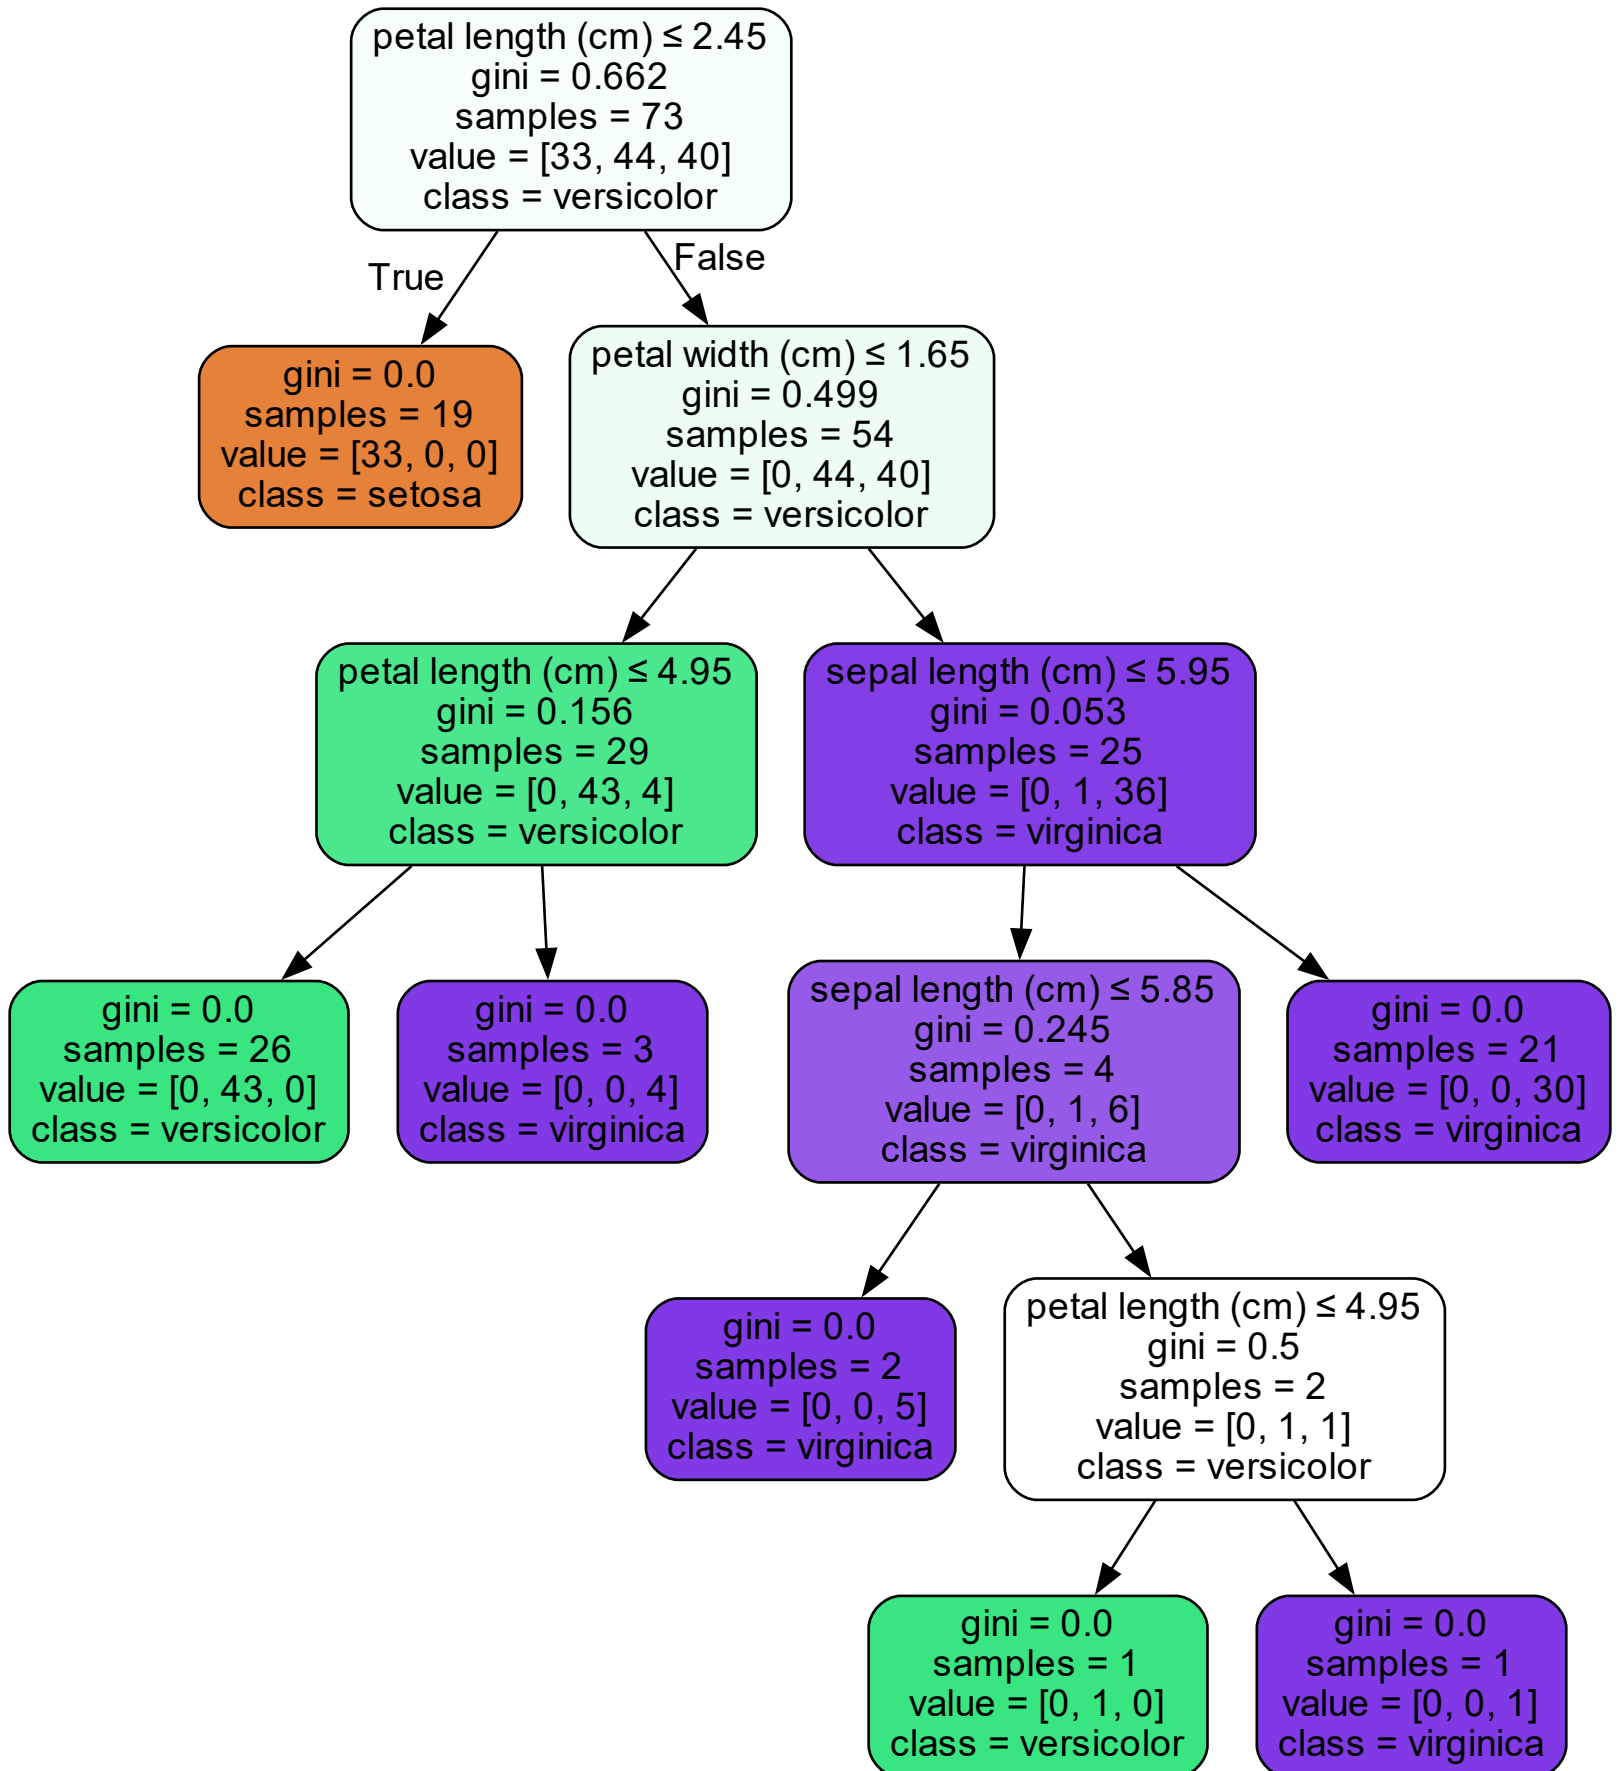 petal length (cm) ≤ 2.45
gini = 0.662
samples = 73
value = [33, 44, 40]
class = versicolor
True
False
gini = 0.0
samples = 19
value = [33, 0, 0]
class = setosa
petal width (cm) ≤ 1.65
gini = 0.499
samples = 54
value = [0, 44, 40]
class = versicolor
petal length (cm) ≤ 4.95
gini = 0.156
samples = 29
value = [0, 43, 4]
class = versicolor
sepal length (cm) ≤ 5.95
gini = 0.053
samples = 25
value = [0, 1, 36]
class = virginica
gini = 0.0
samples = 26
value = [0, 43, 0]
class = versicolor
gini = 0.0
samples = 3
value = [0, 0, 4]
class = virginica
sepal length (cm) ≤ 5.85
gini = 0.245
samples = 4
value = [0, 1, 6]
class = virginica
gini = 0.0
samples = 21
value = [0, 0, 30]
class = virginica
gini = 0.0
samples = 2
value = [0, 0, 5]
class = virginica
petal length (cm) ≤ 4.95
gini = 0.5
samples = 2
value = [0, 1, 1]
class = versicolor
gini = 0.0
samples = 1
value = [0, 1, 0]
class = versicolor
gini = 0.0
samples = 1
value = [0, 0, 1]
class = virginica